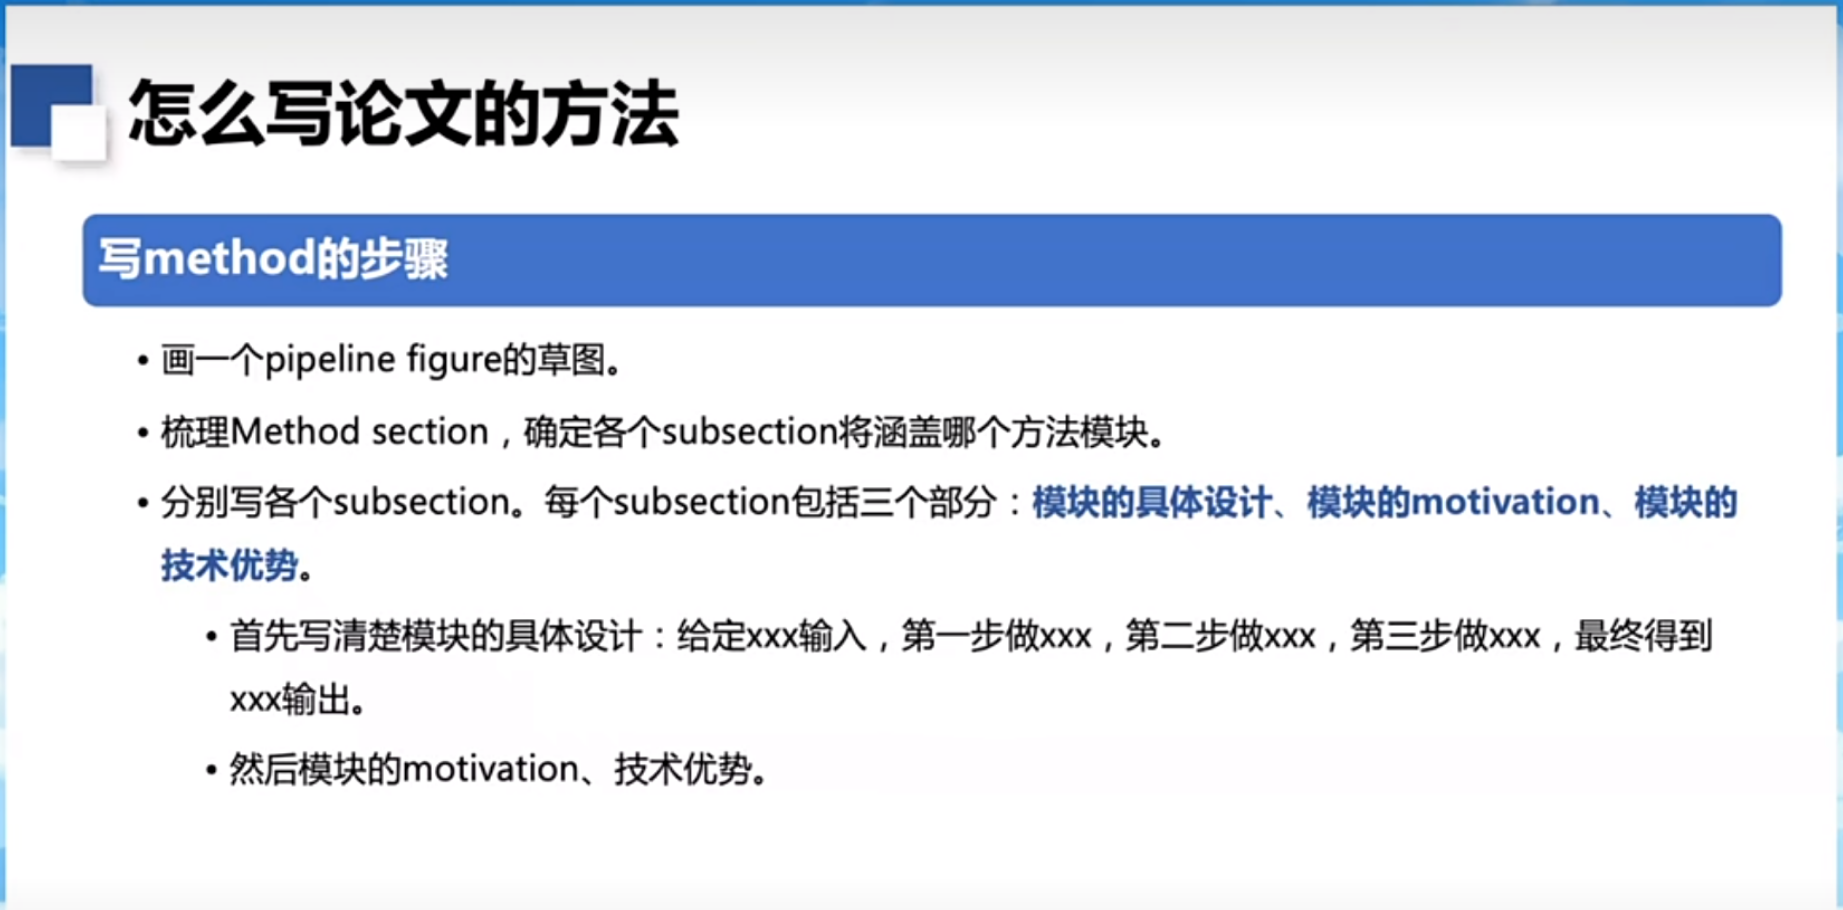 怎么写论文的方法
写method的步骤
• 画一个pipeline figure的草图。
• 梳理Method section，确定各个subsection将涵盖哪个方法模块。
• 分别写各个subsection。每个subsection包括三个部分：模块的具体设计、模块的motivation、模块的
技术优势。
• 首先写清楚模块的具体设计：给定xxx输入，第一步做xxx，第二步做xxx，第三步做xxx，最终得到
xxx输出。
• 然后模块的motivation、技术优势。